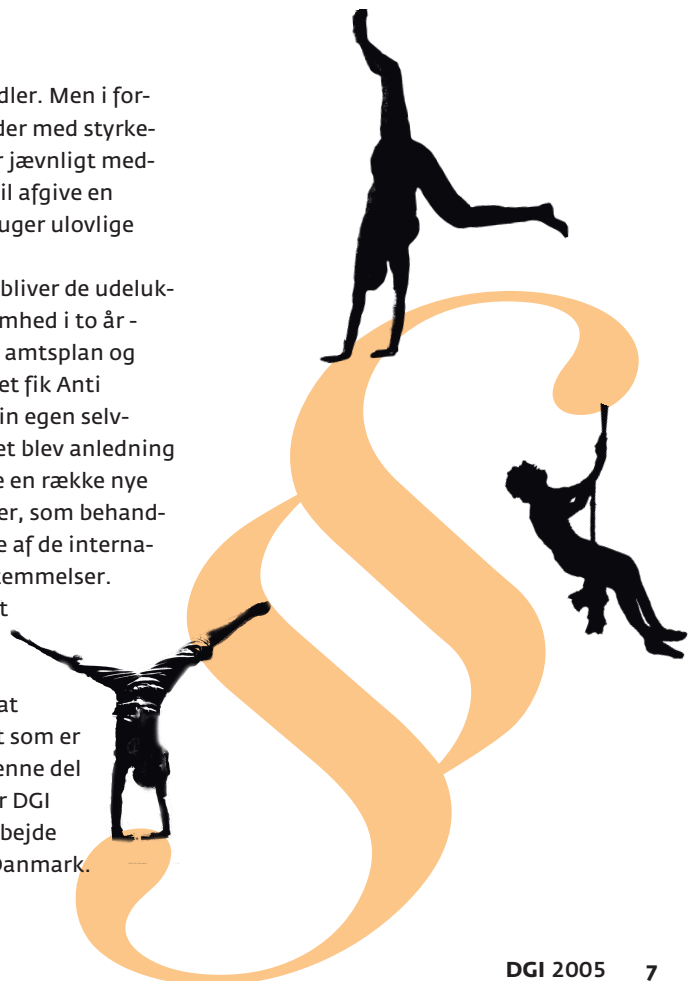 dler. Men i for-
der med styrke-
r jævnligt med-
il afgive en
uger ulovlige
bliver de udeluk-
mhed i to år -
amtsplan og
et fik Anti
in egen selv-
et blev anledning
e en række nye
er, som behand-
e af de interna-
temmelser.
t
at
t som er
enne del
r DGI
bejde
Danmark.
DGI 2005 7